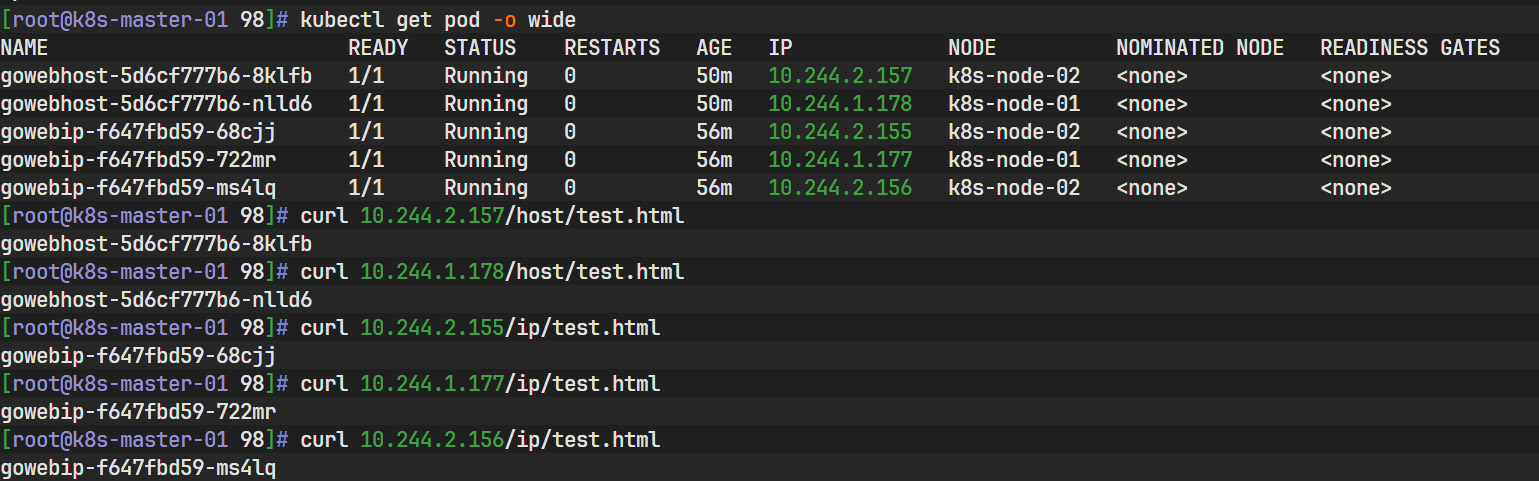 [root@k8s-master-01 98]# kubectl get pod -o wide
NAME                          READY   STATUS    RESTARTS   AGE   IP             NODE          NOMINATED NODE   READINESS GATES
gowebhost-5d6cf777b6-8klfb   1/1     Running   0          50m   10.244.2.157   k8s-node-02   <none>           <none>
gowebhost-5d6cf777b6-nlld6   1/1     Running   0          50m   10.244.1.178   k8s-node-01   <none>           <none>
gowebip-f647fbd59-68cjj      1/1     Running   0          56m   10.244.2.155   k8s-node-02   <none>           <none>
gowebip-f647fbd59-722mr      1/1     Running   0          56m   10.244.1.177   k8s-node-01   <none>           <none>
gowebip-f647fbd59-ms4lq      1/1     Running   0          56m   10.244.2.156   k8s-node-02   <none>           <none>
[root@k8s-master-01 98]# curl 10.244.2.157/host/test.html
gowebhost-5d6cf777b6-8klfb
[root@k8s-master-01 98]# curl 10.244.1.178/host/test.html
gowebhost-5d6cf777b6-nlld6
[root@k8s-master-01 98]# curl 10.244.2.155/ip/test.html
gowebip-f647fbd59-68cjj
[root@k8s-master-01 98]# curl 10.244.1.177/ip/test.html
gowebip-f647fbd59-722mr
[root@k8s-master-01 98]# curl 10.244.2.156/ip/test.html
gowebip-f647fbd59-ms4lq